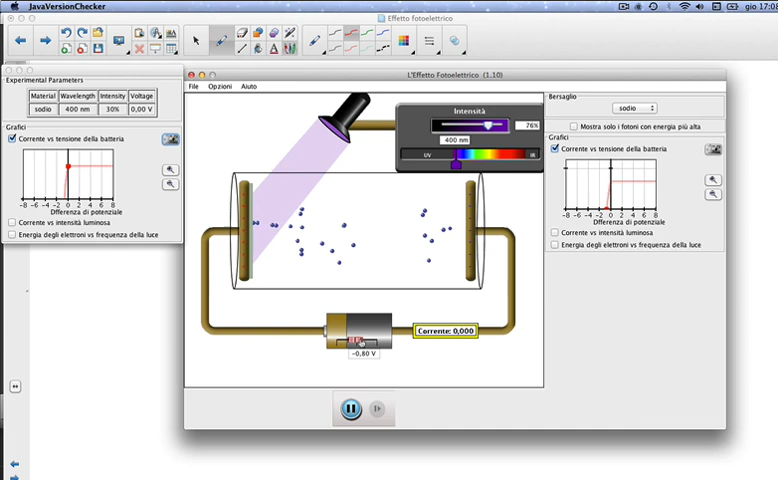 JavaVersionChecker
gio 17:08
Effetto fotoelettrico
Experimental Parameters
Material Wavelength Intensity Voltage
sodio 400 nm 30% 0,00 V
Grafici
Corrente vs tensione della batteria
-8 -6 -4 -2 0 2 4 6 8
Differenza di potenziale
Corrente vs intensità luminosa
Energia degli elettroni vs frequenza della luce
L'Effetto Fotoelettrico (1.10)
File Opzioni Aiuto
Intensità
76%
400 nm
UV IR
Corrente: 0,000
-0,80 V
Bersaglio
sodio
Mostra solo i fotoni con energia più alta
Grafici
Corrente vs tensione della batteria
-8 -6 -4 -2 0 2 4 6 8
Differenza di potenziale
Corrente vs intensità luminosa
Energia degli elettroni vs frequenza della luce